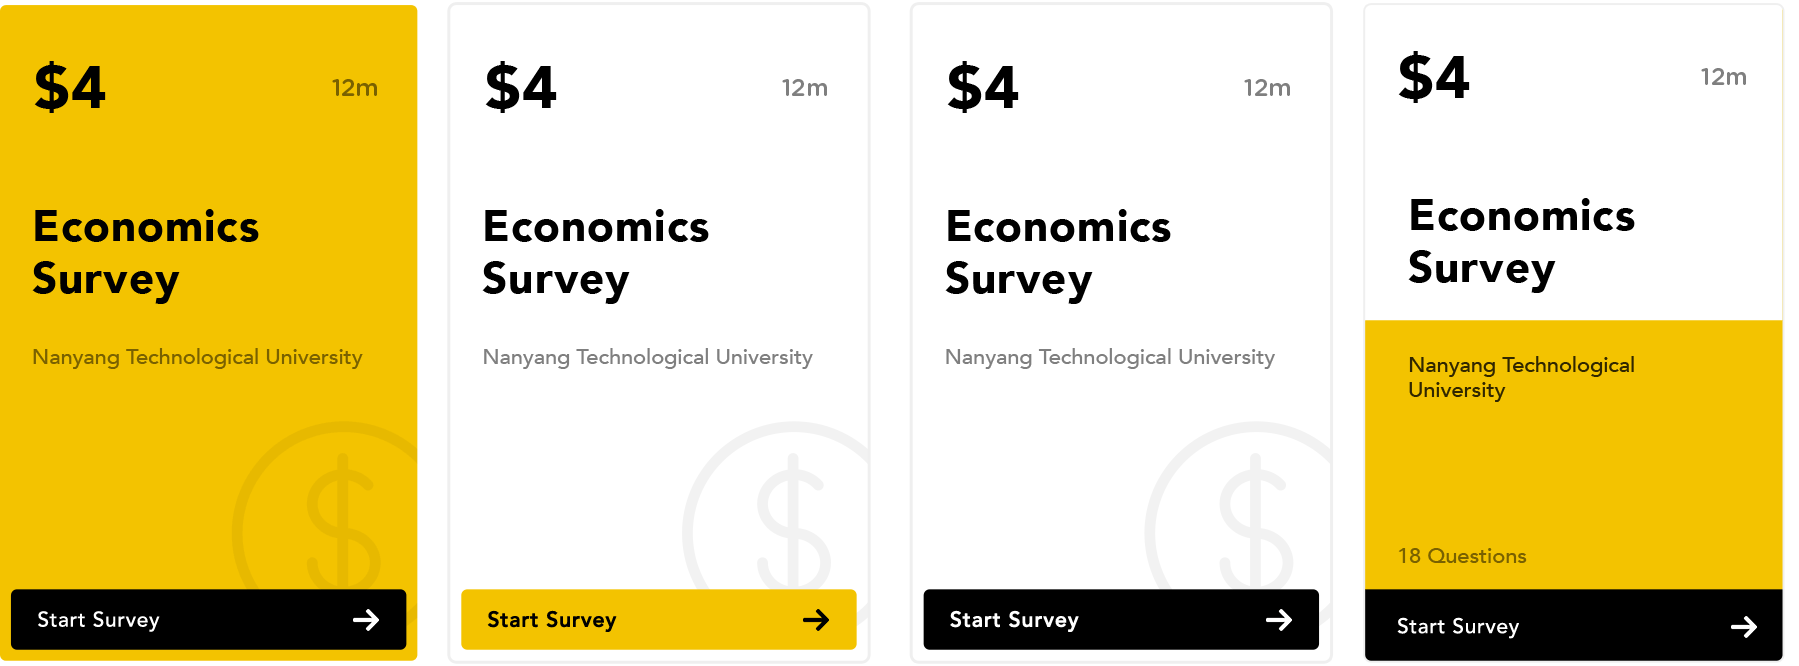 $4 12m
Economics
Survey
Nanyang Technological University
$
Start Survey
$4 12m
Economics
Survey
Nanyang Technological University
$
Start Survey
$4 12m
Economics
Survey
Nanyang Technological University
$
Start Survey
$4 12m
Economics
Survey
Nanyang Technological
University
18 Questions
Start Survey